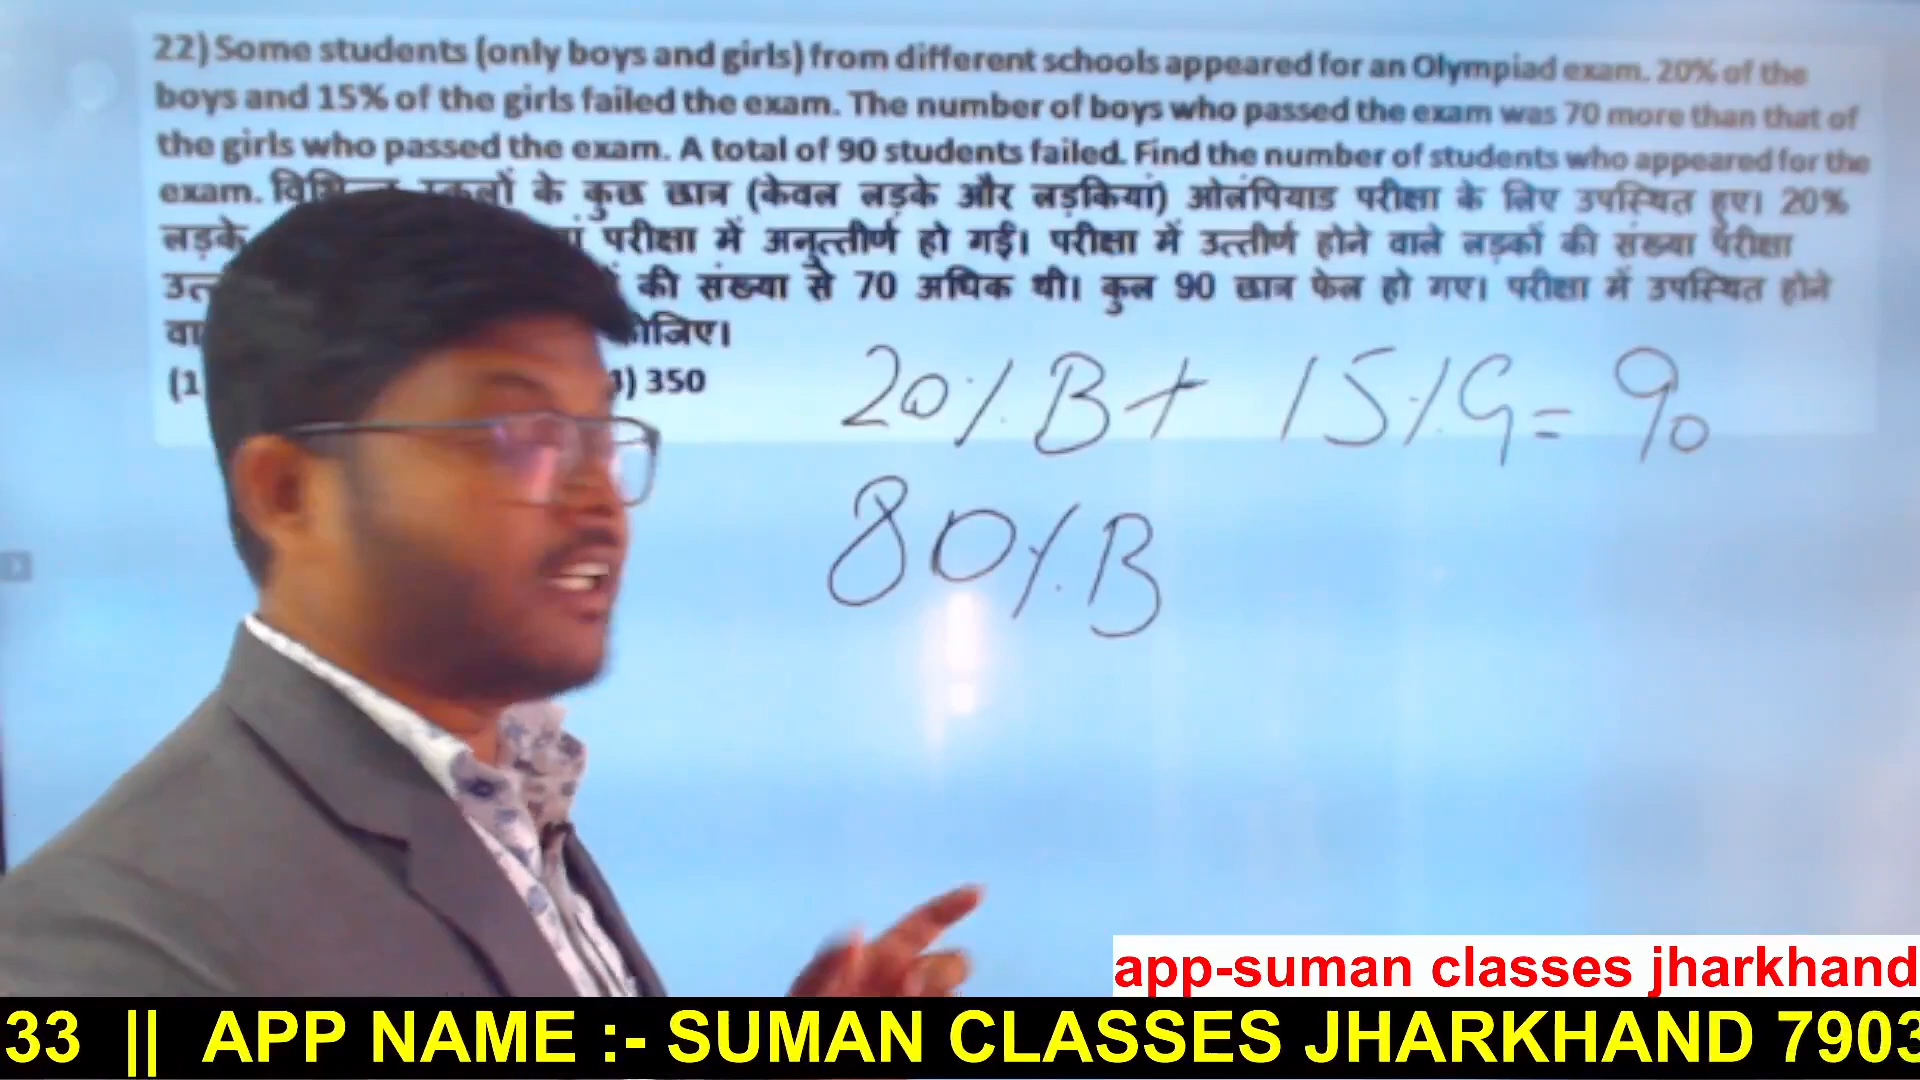 22) Some students (only boys and girls) from different schools appeared for an Olympiad exam. 20% of the
boys and 15% of the girls failed the exam. The number of boys who passed the exam was 70 more than that of
the girls who passed the exam. A total of 90 students failed. Find the number of students who appeared for the
exam. के कुछ छात्र (केवल लड़के और लड़कियां) ओलंपियाड परीक्षा के लिए उपस्थित हुए। 20%
लड़के परीक्षा में अनुत्तीर्ण हो गई। परीक्षा में उत्तीर्ण होने वाले लड़कों की संख्या परीक्षा
की संख्या से 70 अधिक थी। कुल 90 छात्र फेल हो गए। परीक्षा में उपस्थित होने
(1 ) 350
20% B + 15% G = 90
80% B
app-suman classes jharkhand
33 || APP NAME :- SUMAN CLASSES JHARKHAND 7903